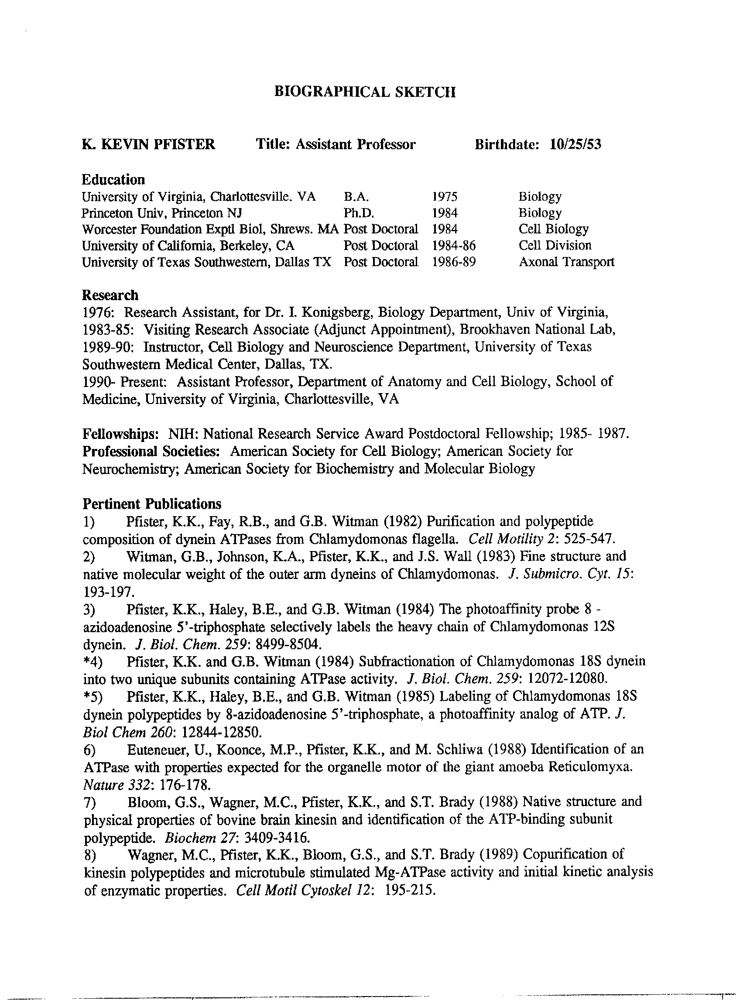 BIOGRAPHICAL SKETCH
K. KEVIN PFISTER Title: Assistant Professor Birthdate: 10/25/53
Education
University of Virginia, Charlottesville. VA B.A. 1975 Biology
Princeton Univ, Princeton NJ Ph.D. 1984 Biology
Worcester Foundation Exptl Biol, Shrews. MA Post Doctoral 1984 Cell Biology
University of California, Berkeley, CA Post Doctoral 1984-86 Cell Division
University of Texas Southwestern, Dallas TX Post Doctoral 1986-89 Axonal Transport
Research
1976: Research Assistant, for Dr. I. Konigsberg, Biology Department, Univ of Virginia,
1983-85: Visiting Research Associate (Adjunct Appointment), Brookhaven National Lab,
1989-90: Instructor, Cell Biology and Neuroscience Department, University of Texas
Southwestern Medical Center, Dallas, TX.
1990- Present: Assistant Professor, Department of Anatomy and Cell Biology, School of
Medicine, University of Virginia, Charlottesville, VA
Fellowships: NIH: National Research Service Award Postdoctoral Fellowship; 1985- 1987.
Professional Societies: American Society for Cell Biology; American Society for
Neurochemistry; American Society for Biochemistry and Molecular Biology
Pertinent Publications
1) Pfister, K.K., Fay, R.B., and G.B. Witman (1982) Purification and polypeptide
composition of dynein ATPases from Chlamydomonas flagella. Cell Motility 2: 525-547.
2) Witman, G.B., Johnson, K.A., Pfister, K.K., and J.S. Wall (1983) Fine structure and
native molecular weight of the outer arm dyneins of Chlamydomonas. J. Submicro. Cyt. 15:
193-197.
3) Pfister, K.K., Haley, B.E., and G.B. Witman (1984) The photoaffinity probe 8 -
azidoadenosine 5'-triphosphate selectively labels the heavy chain of Chlamydomonas 12S
dynein. J. Biol. Chem. 259: 8499-8504.
*4) Pfister, K.K. and G.B. Witman (1984) Subfractionation of Chlamydomonas 18S dynein
into two unique subunits containing ATPase activity. J. Biol. Chem. 259: 12072-12080.
*5) Pfister, K.K., Haley, B.E., and G.B. Witman (1985) Labeling of Chlamydomonas 18S
dynein polypeptides by 8-azidoadenosine 5'-triphosphate, a photoaffinity analog of ATP. J.
Biol Chem 260: 12844-12850.
6) Euteneuer, U., Koonce, M.P., Pfister, K.K., and M. Schliwa (1988) Identification of an
ATPase with properties expected for the organelle motor of the giant amoeba Reticulomyxa.
Nature 332: 176-178.
7) Bloom, G.S., Wagner, M.C., Pfister, K.K., and S.T. Brady (1988) Native structure and
physical properties of bovine brain kinesin and identification of the ATP-binding subunit
polypeptide. Biochem 27: 3409-3416.
8) Wagner, M.C., Pfister, K.K., Bloom, G.S., and S.T. Brady (1989) Copurification of
kinesin polypeptides and microtubule stimulated Mg-ATPase activity and initial kinetic analysis
of enzymatic properties. Cell Motil Cytoskel 12: 195-215.